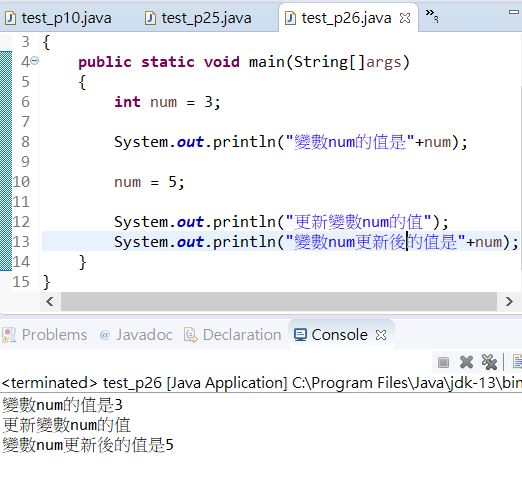 test_p10.java test_p25.java test_p26.java »3
3 {
4 public static void main(String[]args)
5 {
6 int num = 3;
7
8 System.out.println("變數num的值是"+num);
9
10 num = 5;
11
12 System.out.println("更新變數num的值");
13 System.out.println("變數num更新後的值是"+num);
14 }
15 }
Problems @ Javadoc Declaration Console
<terminated> test_p26 [Java Application] C:\Program Files\Java\jdk-13\bin
變數num的值是3
更新變數num的值
變數num更新後的值是5